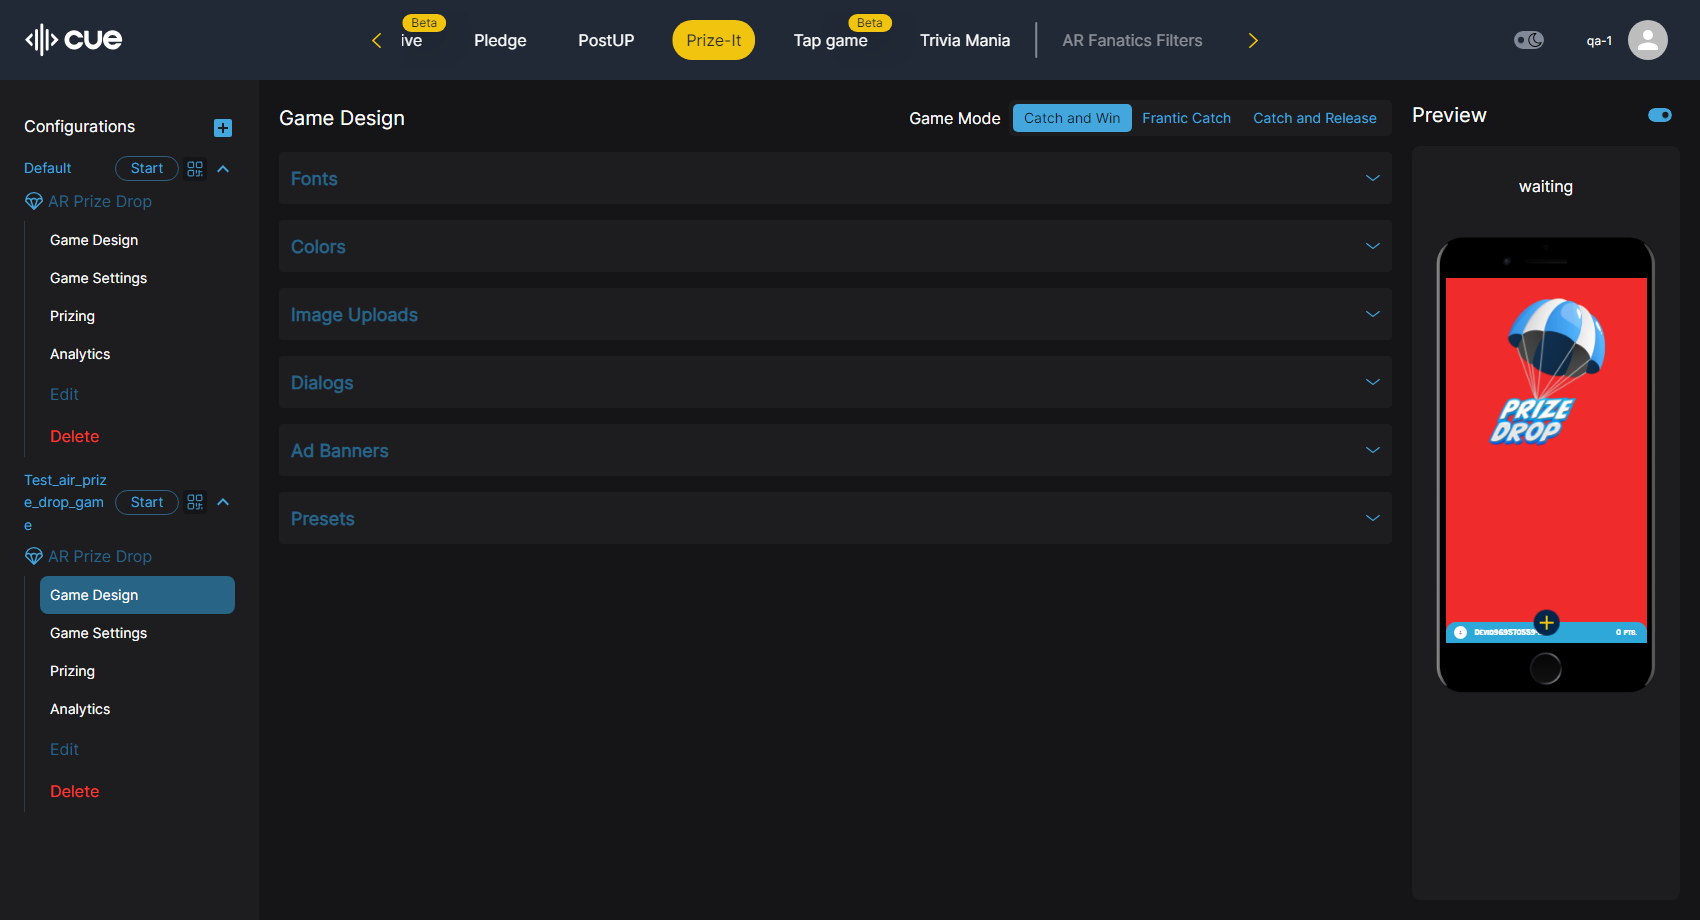 cue
Beta
ive
Pledge
PostUP
Prize-It
Beta
Tap game
Trivia Mania
AR Fanatics Filters
qa-1
Configurations
Default
Start
AR Prize Drop
Game Design
Game Settings
Prizing
Analytics
Edit
Delete
Test_air_priz
e_drop_gam
e
Start
AR Prize Drop
Game Design
Game Settings
Prizing
Analytics
Edit
Delete
Game Design
Game Mode
Catch and Win
Frantic Catch
Catch and Release
Fonts
Colors
Image Uploads
Dialogs
Ad Banners
Presets
Preview
waiting
PRIZE
DROP
0 PTS.